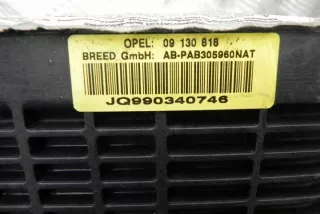 OPEL: 09 130 818
BREED GmbH: AB-PAB305960NAT
JQ990340746